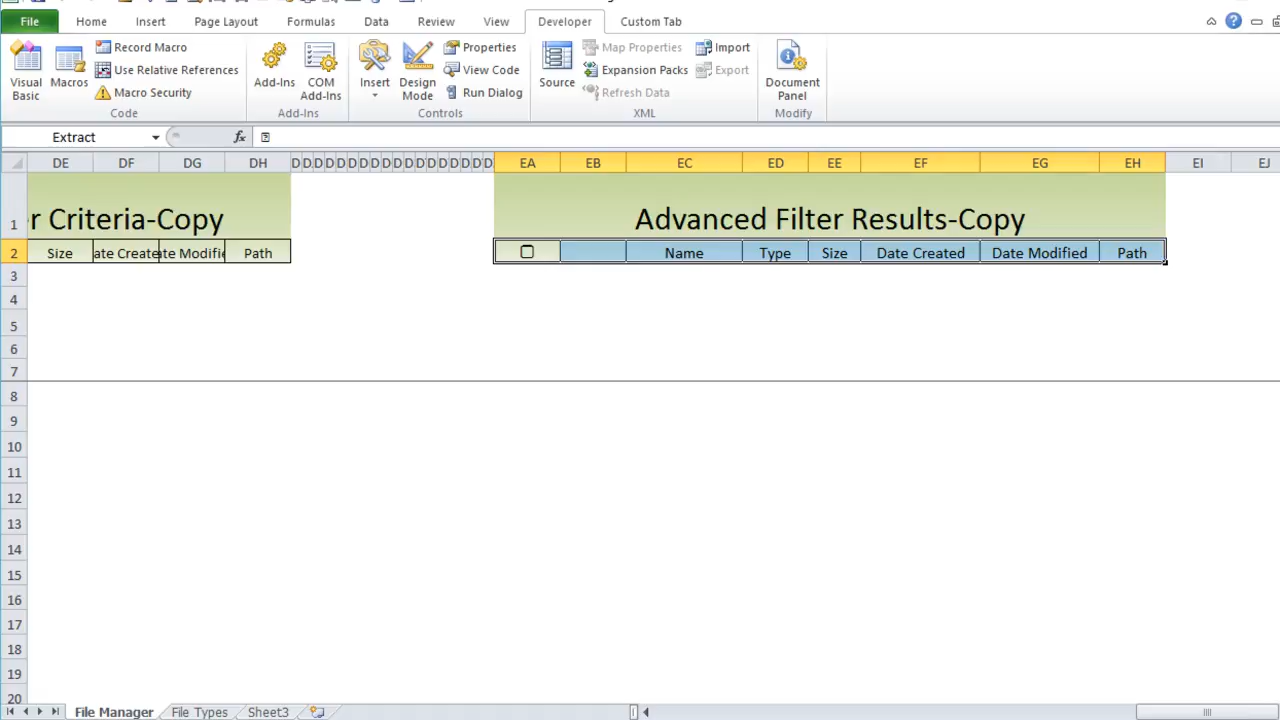 File Home Insert Page Layout Formulas Data Review View Developer Custom Tab
Visual Basic
Macros
Record Macro
Use Relative References
Macro Security
Code
Add-Ins
COM Add-Ins
Add-Ins
Insert
Design Mode
Properties
View Code
Run Dialog
Controls
Source
Map Properties
Expansion Packs
Refresh Data
Import
Export
XML
Document Panel
Modify
Extract fx
DE DF DG DH D D D D D D D D D D D D D D D D D D EA EB EC ED EE EF EG EH EI EJ
1 r Criteria-Copy Advanced Filter Results-Copy
2 Size ate Create ate Modifie Path Name Type Size Date Created Date Modified Path
3
4
5
6
7
8
9
10
11
12
13
14
15
16
17
18
19
20
File Manager File Types Sheet3